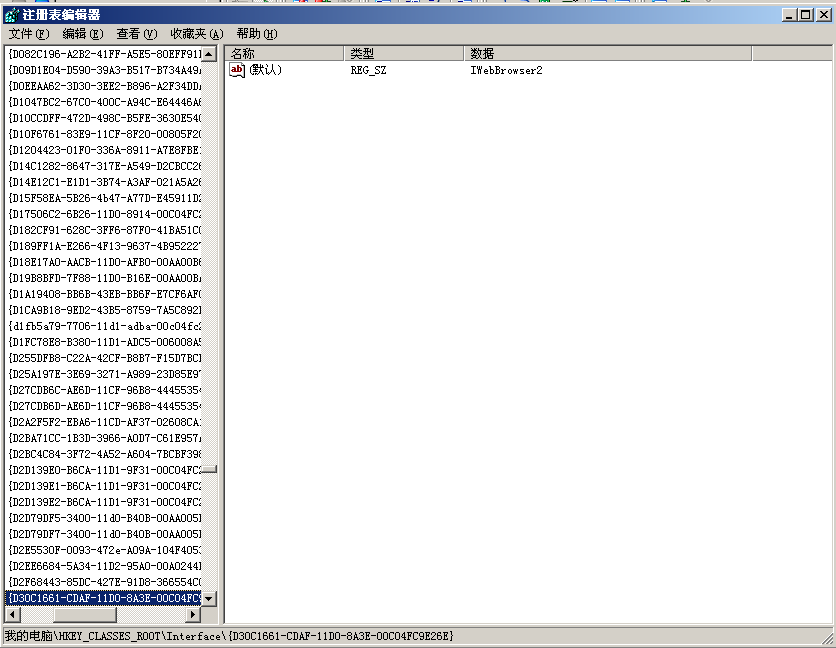 注册表编辑器
文件(F) 编辑(E) 查看(V) 收藏夹(A) 帮助(H)
{D082C196-A2B2-41FF-A5E5-80EFF91
{D09D1E04-D590-39A3-B517-B734A49
{D0EEAA62-3D30-3EE2-B896-A2F34DD
{D1047BC2-67C0-400C-A94C-E64446A
{D10CCDFF-472D-498C-B5FE-3630E54
{D10F6761-83E9-11CF-8F20-00805F2
{D1204423-01F0-336A-8911-A7E8FBE
{D14C1282-8647-317E-A549-D2CBCC2
{D14E12C1-E1D1-3B74-A3AF-021A5A2
{D15F58EA-5B26-4b47-A77D-E45911D
{D17506C2-6B26-11D0-8914-00C04FC2
{D182CF91-628C-3FF6-87F0-41BA51C
{D189FF1A-E266-4F13-9637-4B95222
{D18E17A0-AACB-11D0-AFB0-00AA00B
{D19B8BFD-7F88-11D0-B16E-00AA00B
{D1A19408-BB6B-43EB-BB6F-E7CF6AF
{D1CA9B18-9ED2-43B5-8759-7A5C892
{d1fb5a79-7706-11d1-adba-00c04fc2
{D1FC78E8-B380-11D1-ADC5-006008A5
{D255DFB8-C22A-42CF-B8B7-F15D7BC
{D25A197E-3E69-3271-A989-23D85E9
{D27CDB6C-AE6D-11CF-96B8-44455354
{D27CDB6D-AE6D-11CF-96B8-44455354
{D2A2F5F2-EBA6-11CD-AF37-02608CA
{D2BA71CC-1B3D-3966-A0D7-C61E957
{D2BC4C84-3F72-4A52-A604-7BCBF39
{D2D139E0-B6CA-11D1-9F31-00C04FC2
{D2D139E1-B6CA-11D1-9F31-00C04FC2
{D2D139E2-B6CA-11D1-9F31-00C04FC2
{D2D79DF5-3400-11d0-B40B-00AA005
{D2D79DF7-3400-11d0-B40B-00AA005
{D2E5530F-0093-472e-A09A-104F405
{D2EE6684-5A34-11D2-95A0-00A0244
{D2F68443-85DC-427E-91D8-366554C
{D30C1661-CDAF-11D0-8A3E-00C04FC9
名称 类型 数据
ab (默认) REG_SZ IWebBrowser2
我的电脑\HKEY_CLASSES_ROOT\Interface\{D30C1661-CDAF-11D0-8A3E-00C04FC9E26E}